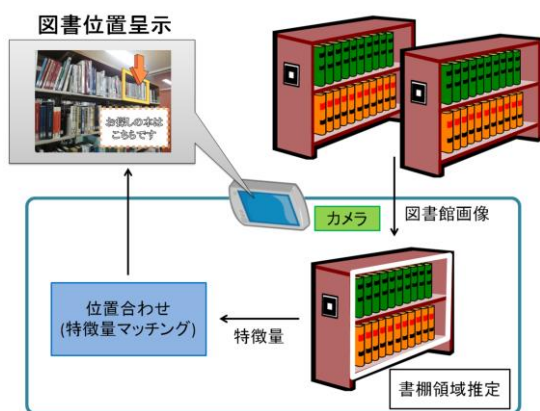 図書位置呈示
お探しの本は
こちらです
カメラ
図書館画像
位置合わせ
(特徴量マッチング)
特徴量
書棚領域推定